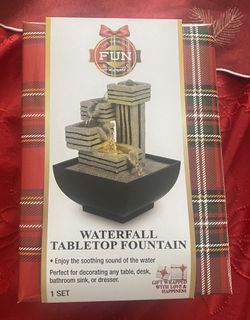 FUN
WATERFALL
TABLETOP FOUNTAIN
• Enjoy the soothing sound of the water
Perfect for decorating any table, desk,
bathroom sink, or dresser.
1 SET
GIFT WRAPPED
WITH LOVE &
HAPPINESS